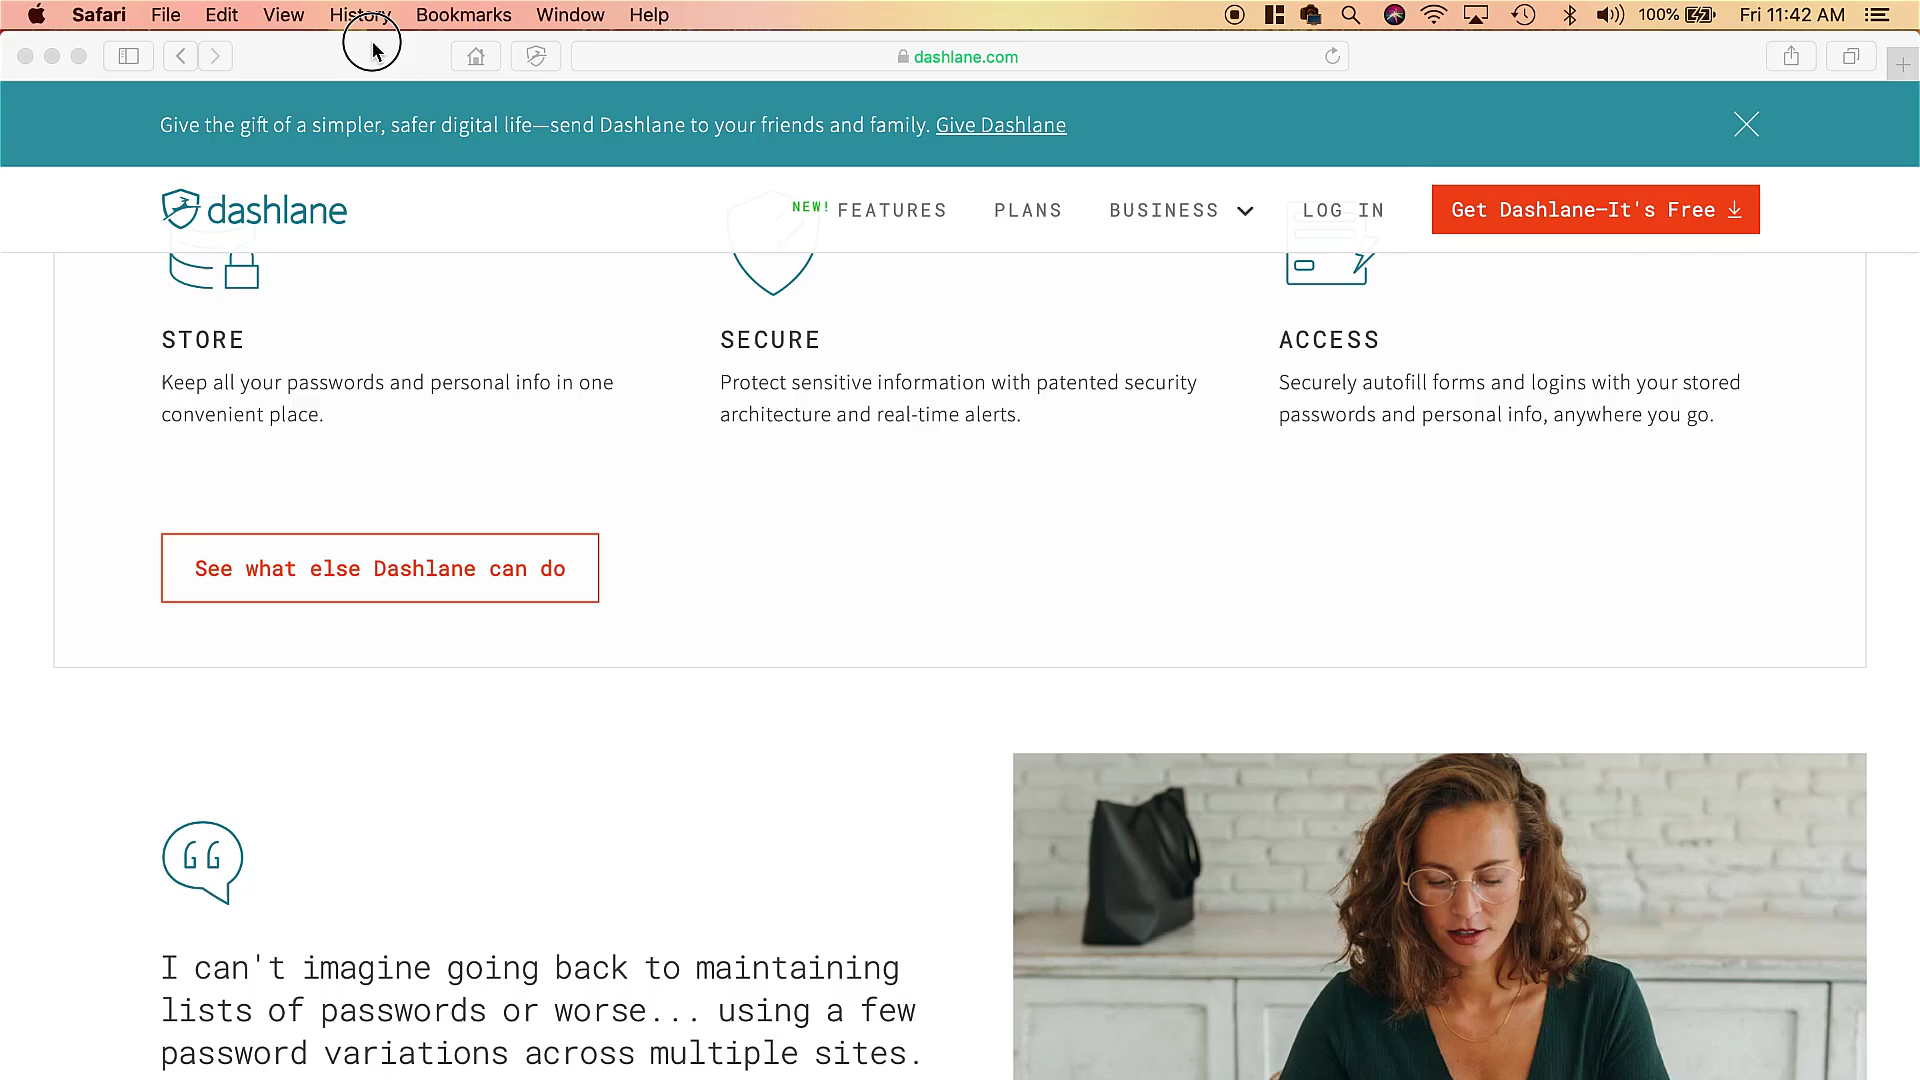 Safari File Edit View History Bookmarks Window Help 100% Fri 11:42 AM
dashlane.com
Give the gift of a simpler, safer digital life—send Dashlane to your friends and family. Give Dashlane
dashlane NEW! FEATURES PLANS BUSINESS LOG IN Get Dashlane—It's Free
STORE
Keep all your passwords and personal info in one
convenient place.
SECURE
Protect sensitive information with patented security
architecture and real-time alerts.
ACCESS
Securely autofill forms and logins with your stored
passwords and personal info, anywhere you go.
See what else Dashlane can do
I can't imagine going back to maintaining
lists of passwords or worse... using a few
password variations across multiple sites.